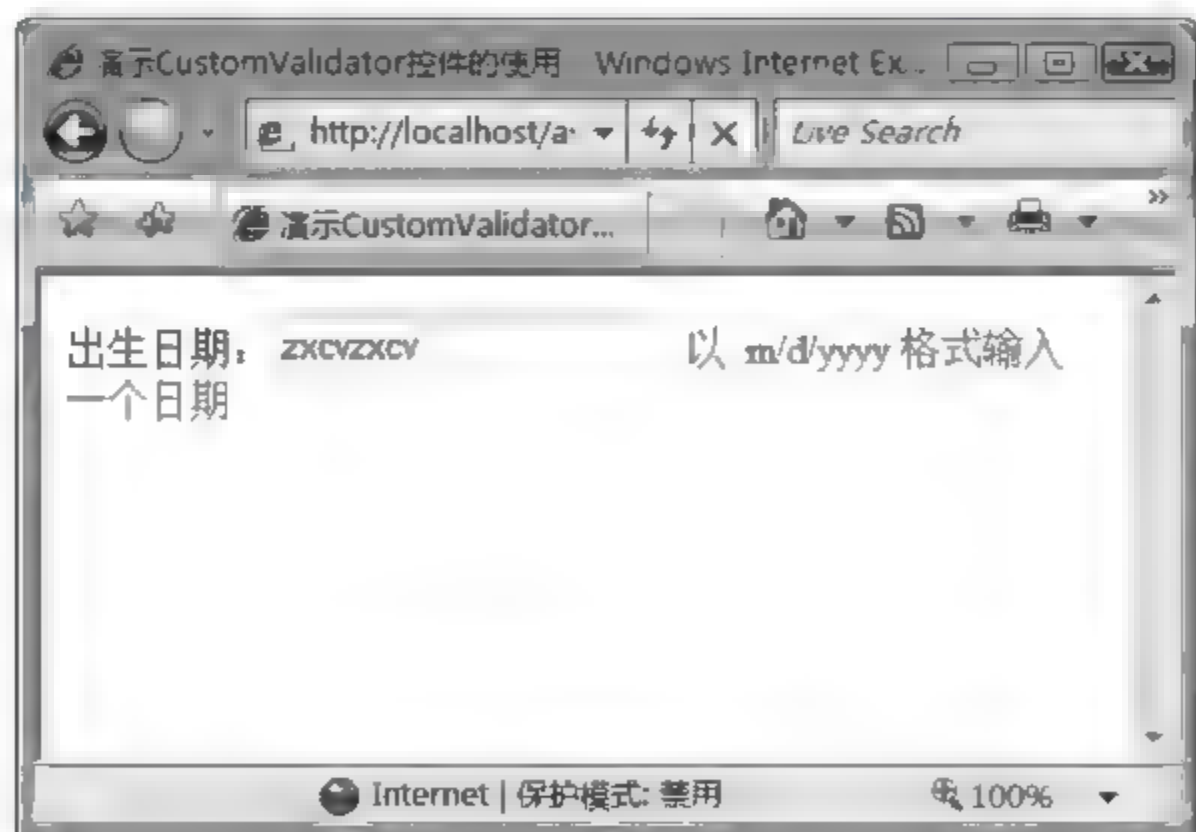 演示CustomValidator控件的使用 Windows Internet Ex...
http://localhost/a
Live Search
演示CustomValidator...
出生日期： zxcvzxcv 以 m/d/yyyy 格式输入
一个日期
Internet | 保护模式: 禁用 100%